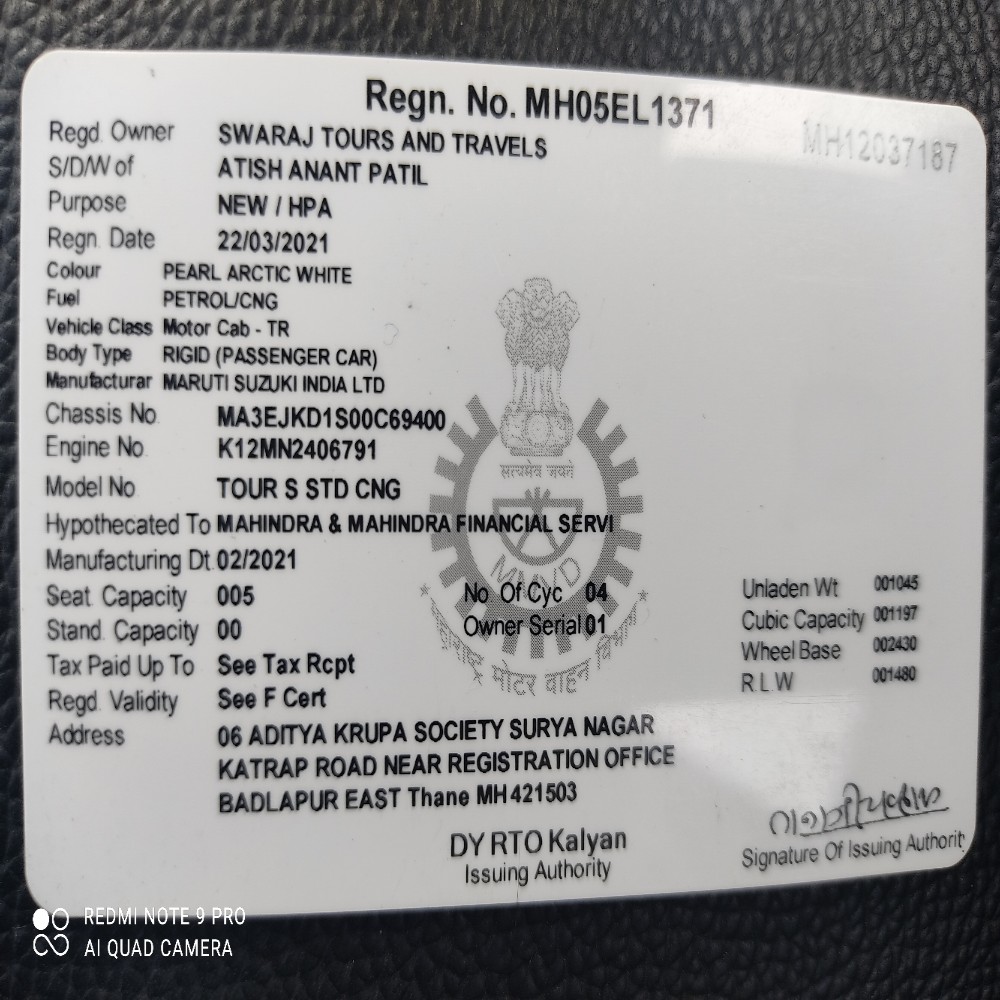 Regn. No. MH05EL1371
MH12037187
Regd. Owner SWARAJ TOURS AND TRAVELS
S/D/W of ATISH ANANT PATIL
Purpose NEW / HPA
Regn. Date 22/03/2021
Colour PEARL ARCTIC WHITE
Fuel PETROL/CNG
Vehicle Class Motor Cab - TR
Body Type RIGID (PASSENGER CAR)
Manufacturar MARUTI SUZUKI INDIA LTD
Chassis No. MA3EJKD1S00C69400
Engine No. K12MN2406791
सत्यमेव जयते
Model No. TOUR S STD CNG
Hypothecated To MAHINDRA & MAHINDRA FINANCIAL SERVI
Manufacturing Dt. 02/2021
MMVD
Seat. Capacity 005 No. Of Cyc 04 Unladen Wt 001045
Stand. Capacity 00 Owner Serial 01 Cubic Capacity 001197
Tax Paid Up To See Tax Rcpt Wheel Base 002430
Regd. Validity See F Cert R.L.W 001480
महाराष्ट्र मोटर वाहन विभाग
Address 06 ADITYA KRUPA SOCIETY SURYA NAGAR
KATRAP ROAD NEAR REGISTRATION OFFICE
BADLAPUR EAST Thane MH 421503
DY RTO Kalyan
Issuing Authority
Signature Of Issuing Authorit
REDMI NOTE 9 PRO
AI QUAD CAMERA